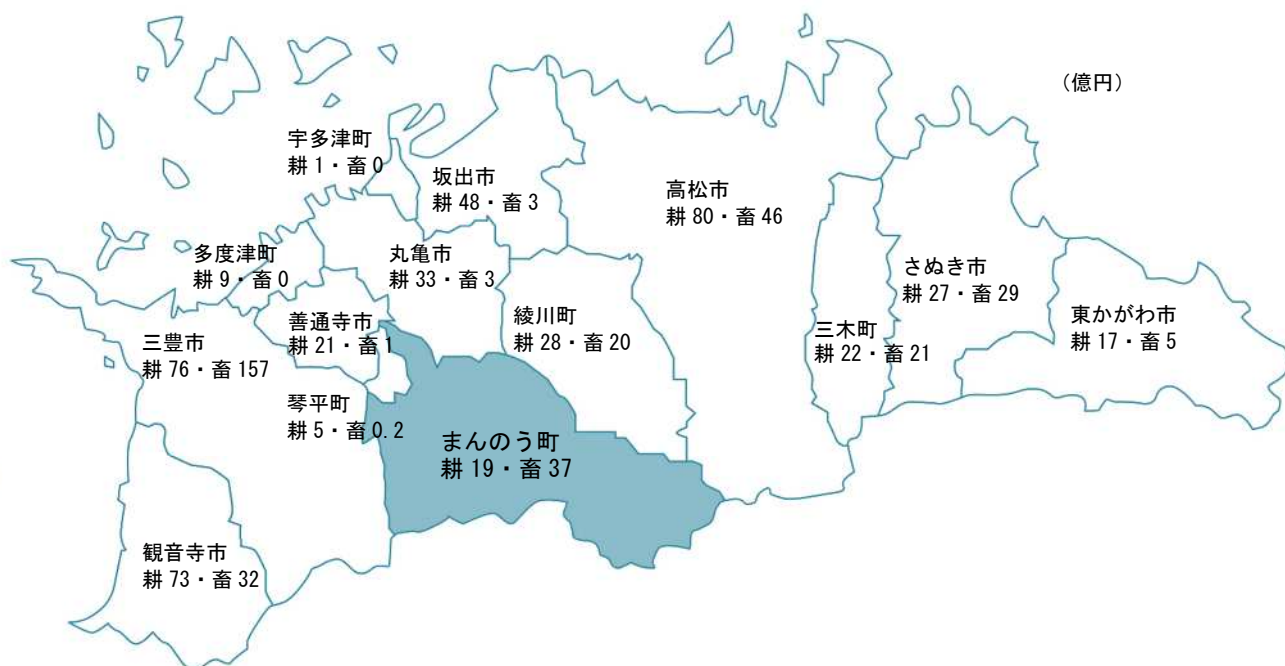 （億円）
宇多津町
耕 1・畜 0
坂出市
耕 48・畜 3
高松市
耕 80・畜 46
多度津町
耕 9・畜 0
丸亀市
耕 33・畜 3
さぬき市
耕 27・畜 29
善通寺市
耕 21・畜 1
綾川町
耕 28・畜 20
三木町
耕 22・畜 21
東かがわ市
耕 17・畜 5
三豊市
耕 76・畜 157
琴平町
耕 5・畜 0.2
まんのう町
耕 19・畜 37
観音寺市
耕 73・畜 32